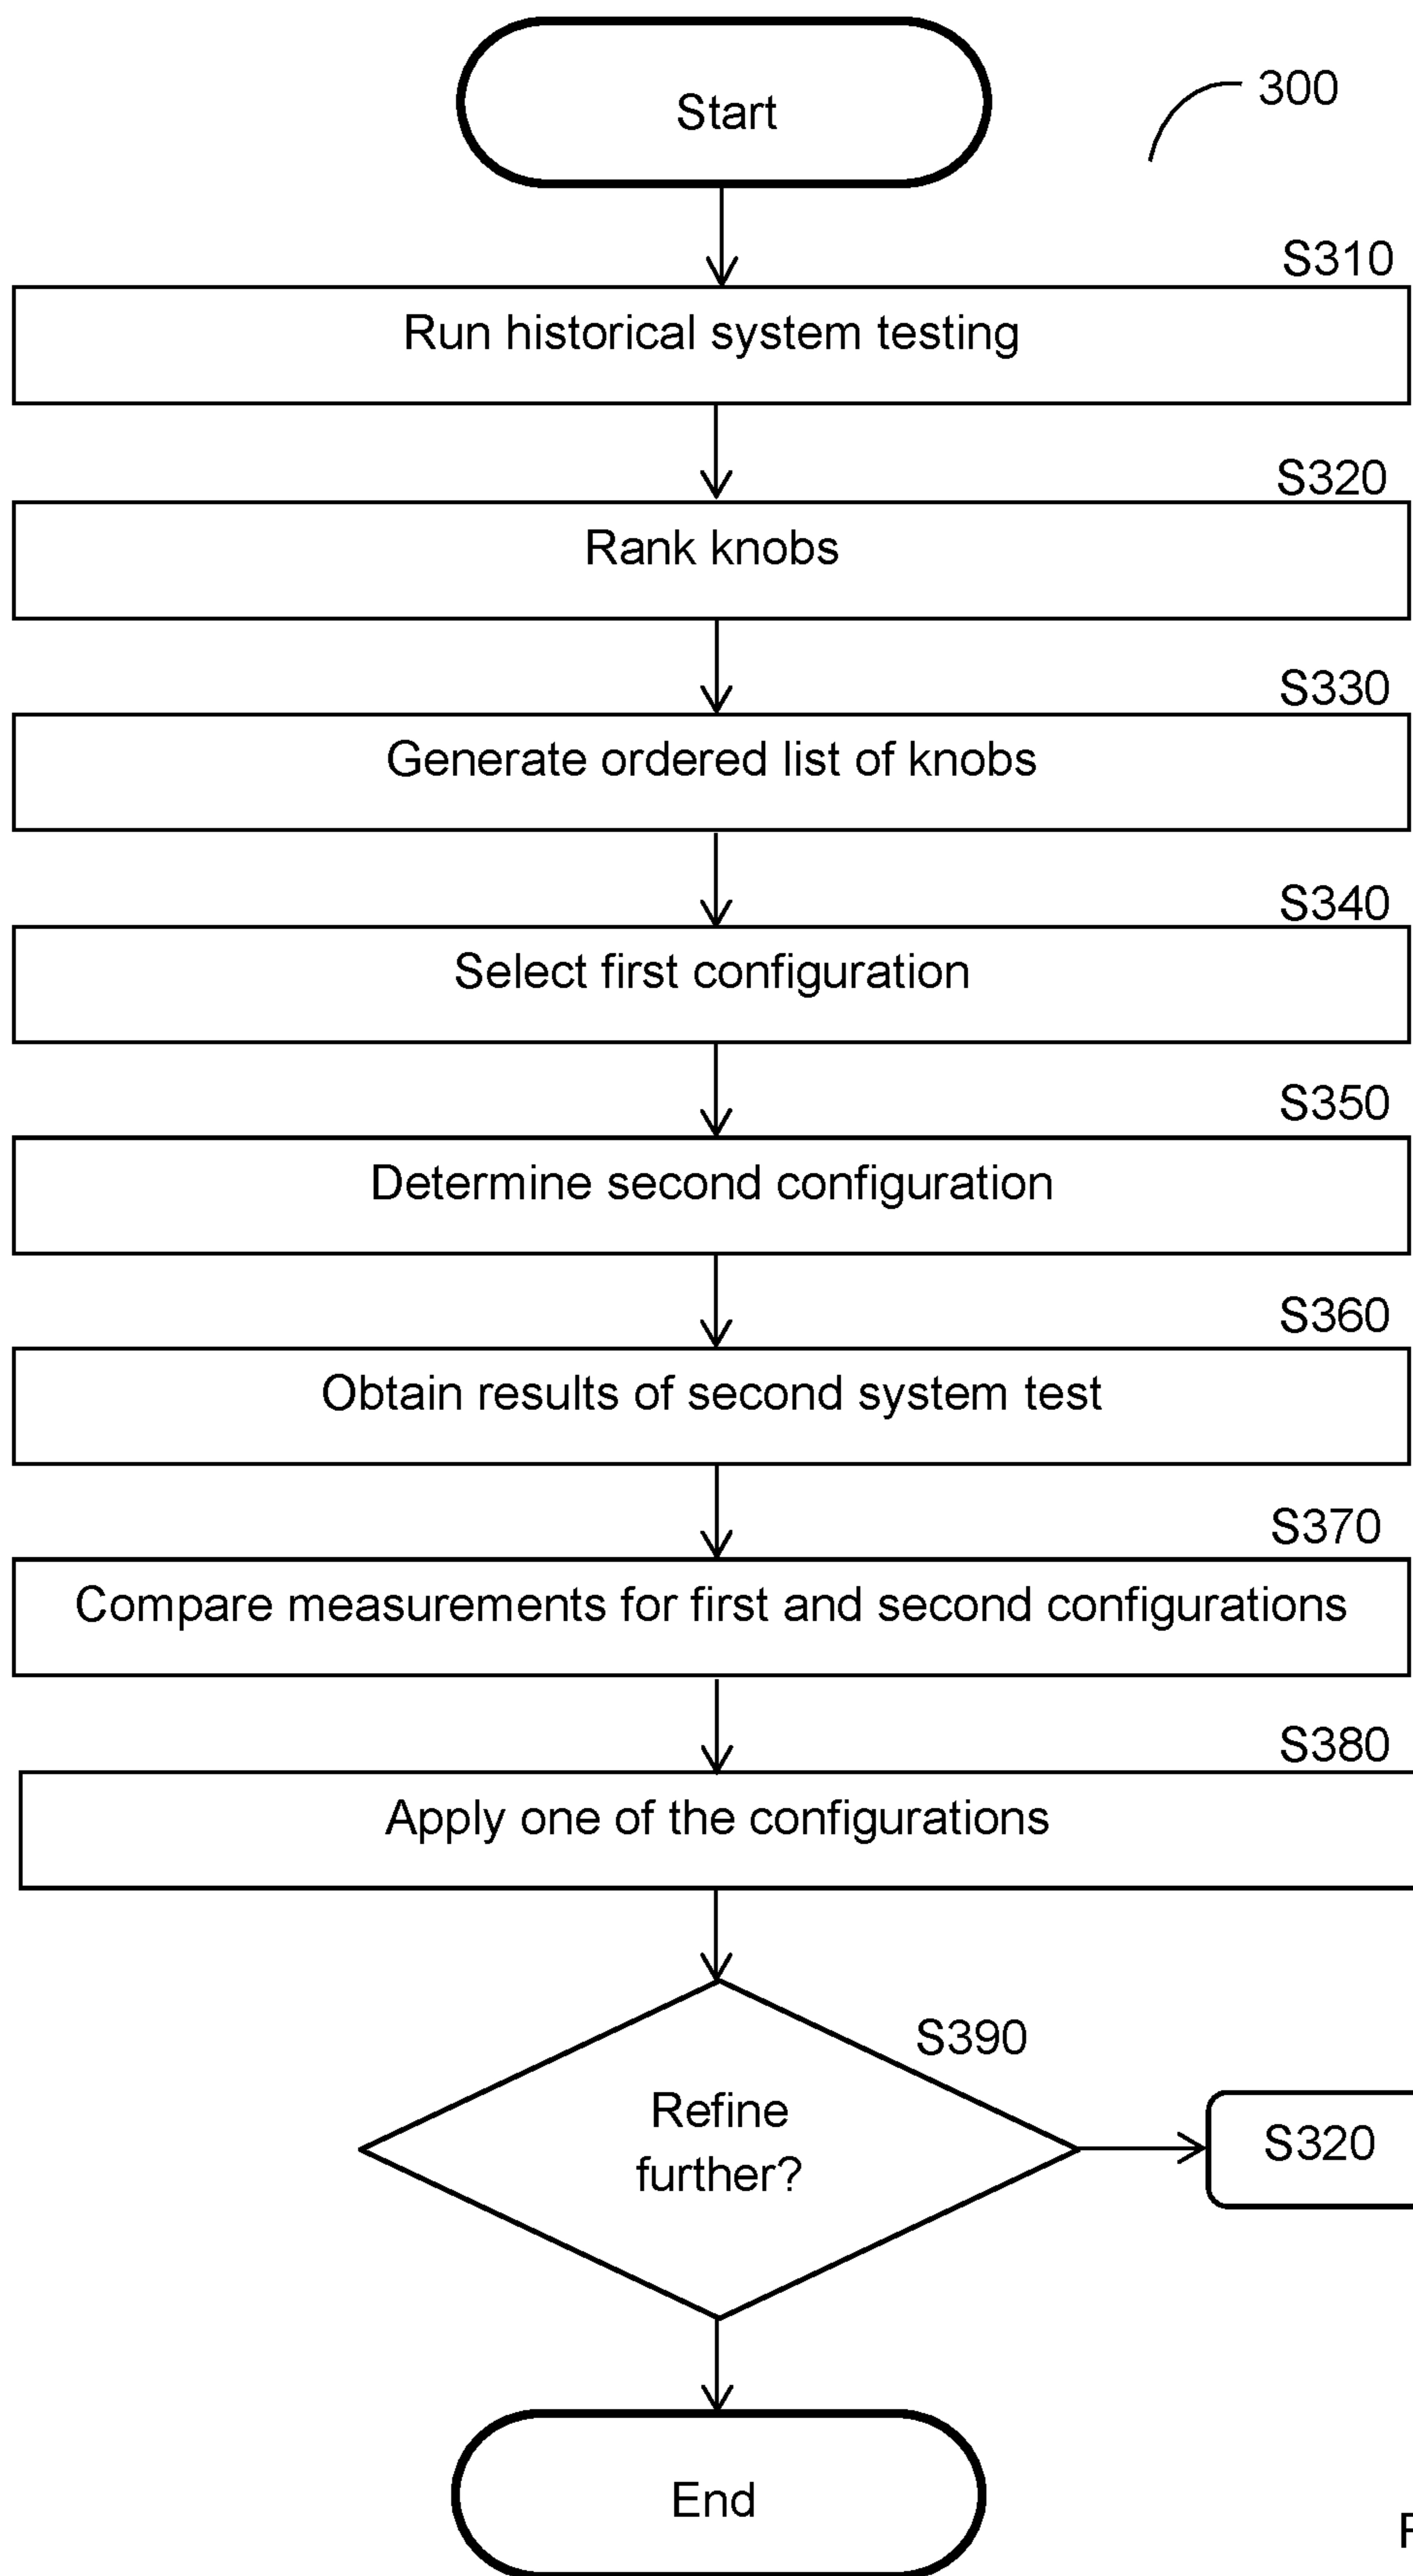 Start
300
S310
Run historical system testing
S320
Rank knobs
S330
Generate ordered list of knobs
S340
Select first configuration
S350
Determine second configuration
S360
Obtain results of second system test
S370
Compare measurements for first and second configurations
S380
Apply one of the configurations
S390
Refine
further?
S320
End